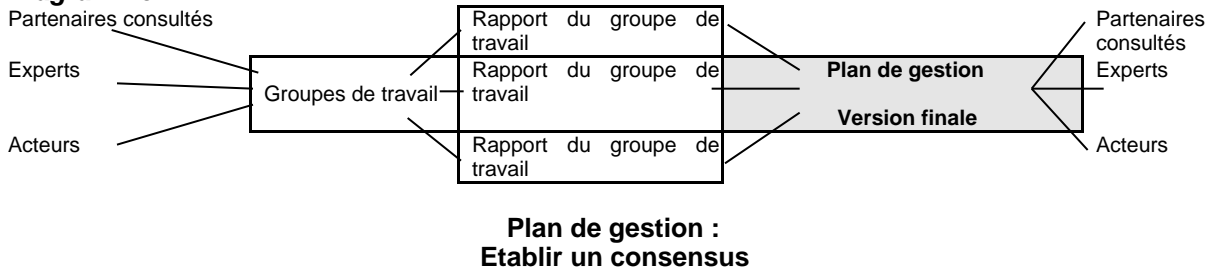 Partenaires consultés
Experts
Acteurs
Groupes de travail
Rapport du groupe de
travail
Rapport du groupe de
travail
Rapport du groupe de
travail
Plan de gestion
Version finale
Partenaires
consultés
Experts
Acteurs
Plan de gestion :
Etablir un consensus